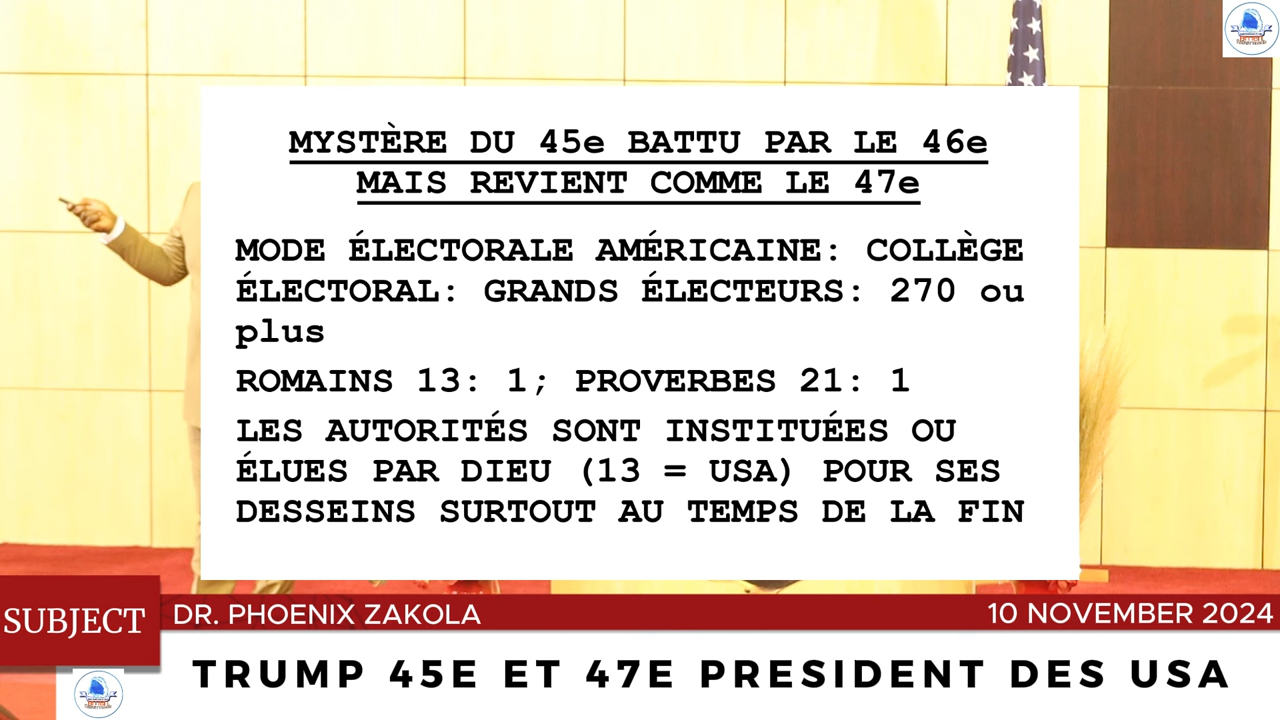 MYSTÈRE DU 45e BATTU PAR LE 46e
MAIS REVIENT COMME LE 47e
MODE ÉLECTORALE AMÉRICAINE: COLLÈGE
ÉLECTORAL: GRANDS ÉLECTEURS: 270 ou
plus
ROMAINS 13: 1; PROVERBES 21: 1
LES AUTORITÉS SONT INSTITUÉES OU
ÉLUES PAR DIEU (13 = USA) POUR SES
DESSEINS SURTOUT AU TEMPS DE LA FIN
SUBJECT
DR. PHOENIX ZAKOLA
10 NOVEMBER 2024
TRUMP 45E ET 47E PRESIDENT DES USA